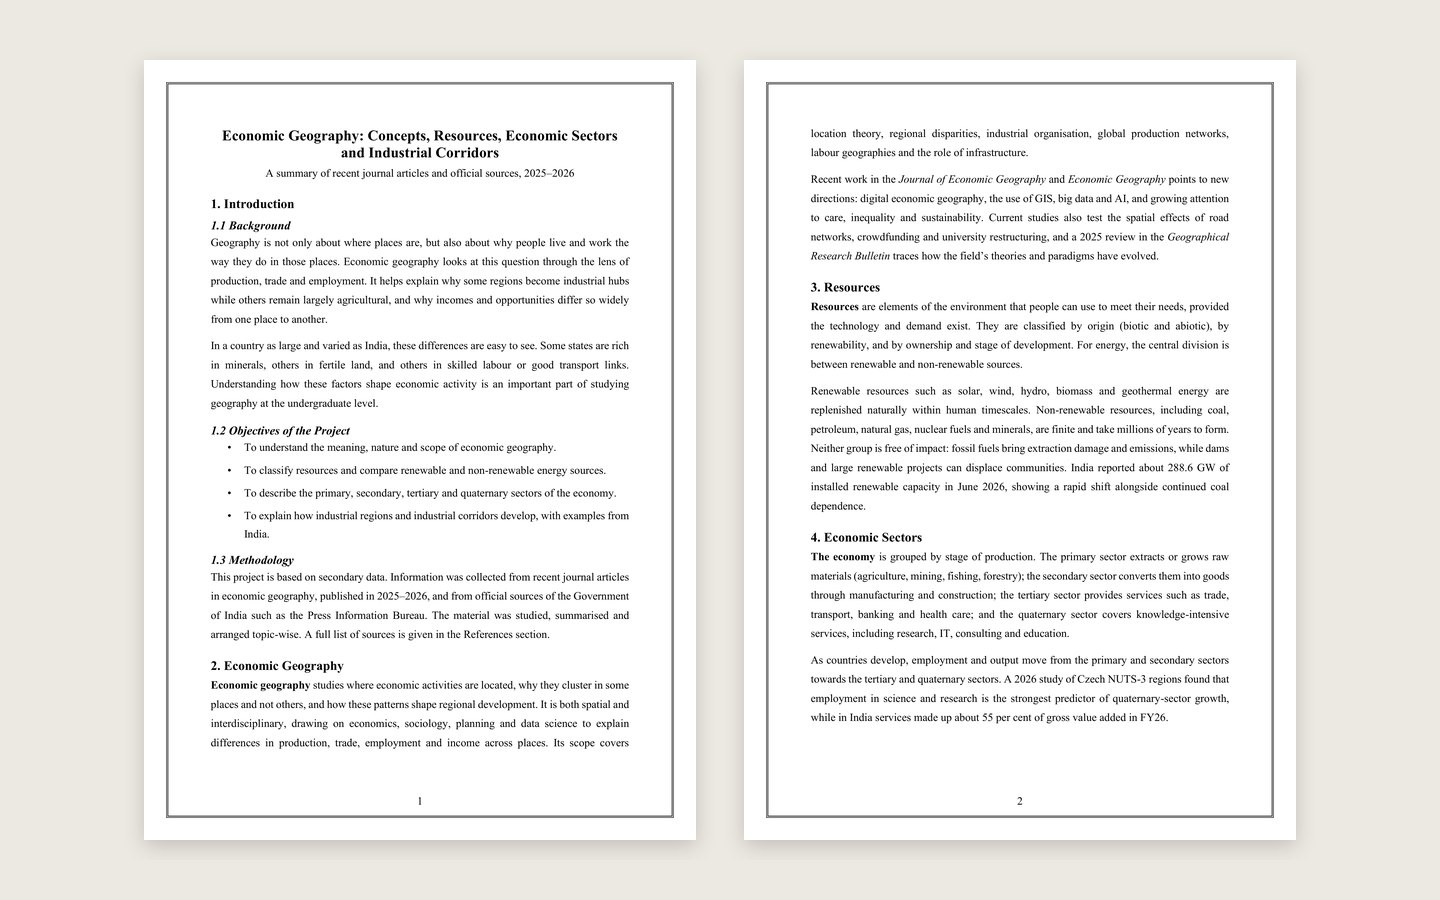 Economic Geography: Concepts, Resources, Economic Sectors
and Industrial Corridors
A summary of recent journal articles and official sources, 2025–2026
1. Introduction
1.1 Background
Geography is not only about where places are, but also about why people live and work the
way they do in those places. Economic geography looks at this question through the lens of
production, trade and employment. It helps explain why some regions become industrial hubs
while others remain largely agricultural, and why incomes and opportunities differ so widely
from one place to another.
In a country as large and varied as India, these differences are easy to see. Some states are rich
in minerals, others in fertile land, and others in skilled labour or good transport links.
Understanding how these factors shape economic activity is an important part of studying
geography at the undergraduate level.
1.2 Objectives of the Project
• To understand the meaning, nature and scope of economic geography.
• To classify resources and compare renewable and non-renewable energy sources.
• To describe the primary, secondary, tertiary and quaternary sectors of the economy.
• To explain how industrial regions and industrial corridors develop, with examples from
India.
1.3 Methodology
This project is based on secondary data. Information was collected from recent journal articles
in economic geography, published in 2025–2026, and from official sources of the Government
of India such as the Press Information Bureau. The material was studied, summarised and
arranged topic-wise. A full list of sources is given in the References section.
2. Economic Geography
Economic geography studies where economic activities are located, why they cluster in some
places and not others, and how these patterns shape regional development. It is both spatial and
interdisciplinary, drawing on economics, sociology, planning and data science to explain
differences in production, trade, employment and income across places. Its scope covers
1
location theory, regional disparities, industrial organisation, global production networks,
labour geographies and the role of infrastructure.
Recent work in the Journal of Economic Geography and Economic Geography points to new
directions: digital economic geography, the use of GIS, big data and AI, and growing attention
to care, inequality and sustainability. Current studies also test the spatial effects of road
networks, crowdfunding and university restructuring, and a 2025 review in the Geographical
Research Bulletin traces how the field’s theories and paradigms have evolved.
3. Resources
Resources are elements of the environment that people can use to meet their needs, provided
the technology and demand exist. They are classified by origin (biotic and abiotic), by
renewability, and by ownership and stage of development. For energy, the central division is
between renewable and non-renewable sources.
Renewable resources such as solar, wind, hydro, biomass and geothermal energy are
replenished naturally within human timescales. Non-renewable resources, including coal,
petroleum, natural gas, nuclear fuels and minerals, are finite and take millions of years to form.
Neither group is free of impact: fossil fuels bring extraction damage and emissions, while dams
and large renewable projects can displace communities. India reported about 288.6 GW of
installed renewable capacity in June 2026, showing a rapid shift alongside continued coal
dependence.
4. Economic Sectors
The economy is grouped by stage of production. The primary sector extracts or grows raw
materials (agriculture, mining, fishing, forestry); the secondary sector converts them into goods
through manufacturing and construction; the tertiary sector provides services such as trade,
transport, banking and health care; and the quaternary sector covers knowledge-intensive
services, including research, IT, consulting and education.
As countries develop, employment and output move from the primary and secondary sectors
towards the tertiary and quaternary sectors. A 2026 study of Czech NUTS-3 regions found that
employment in science and research is the strongest predictor of quaternary-sector growth,
while in India services made up about 55 per cent of gross value added in FY26.
2